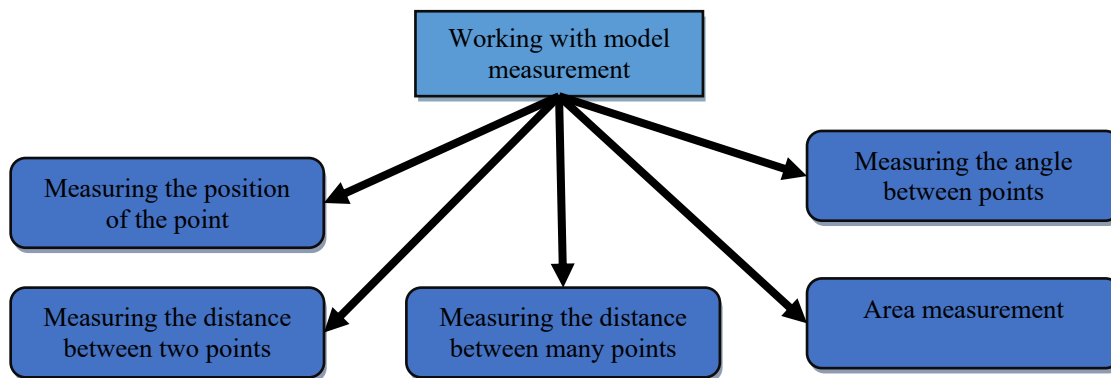 Working with model
measurement
Measuring the position
of the point
Measuring the angle
between points
Measuring the distance
between two points
Measuring the distance
between many points
Area measurement